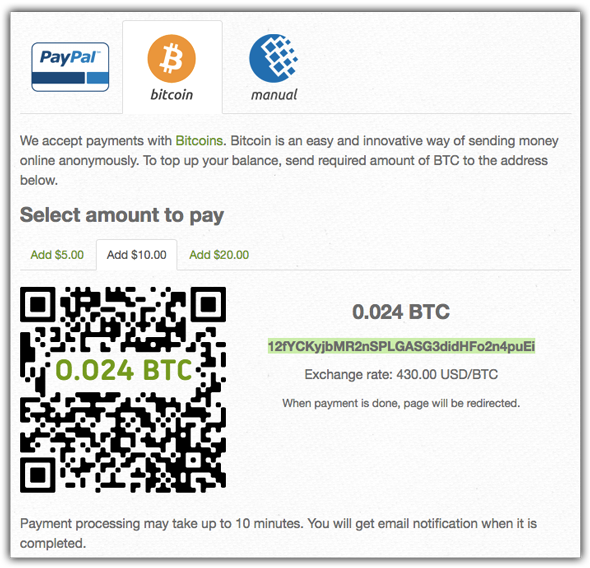 PayPal™
bitcoin
manual
We accept payments with Bitcoins. Bitcoin is an easy and innovative way of sending money
online anonymously. To top up your balance, send required amount of BTC to the address
below.
Select amount to pay
Add $5.00
Add $10.00
Add $20.00
0.024 BTC
0.024 BTC
12fYCKyjbMR2nSPLGASG3didHFo2n4puEi
Exchange rate: 430.00 USD/BTC
When payment is done, page will be redirected.
Payment processing may take up to 10 minutes. You will get email notification when it is
completed.